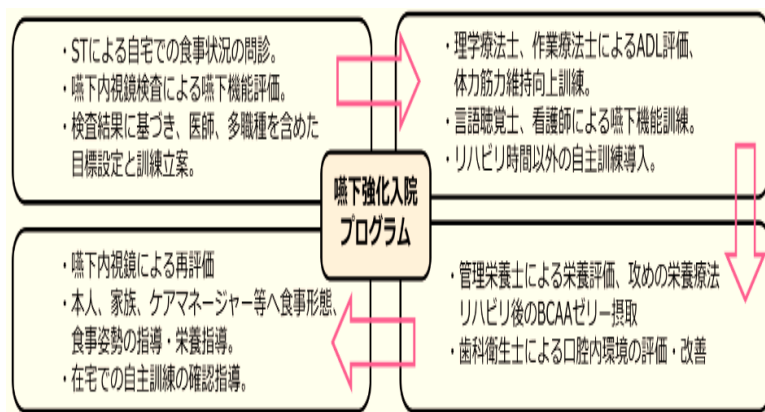 ・STによる自宅での食事状況の問診。
・嚥下内視鏡検査による嚥下機能評価。
・検査結果に基づき、医師、多職種を含めた
目標設定と訓練立案。
・理学療法士、作業療法士によるADL評価、
体力筋力維持向上訓練。
・言語聴覚士、看護師による嚥下機能訓練。
・リハビリ時間以外の自主訓練導入。
嚥下強化入院
プログラム
・管理栄養士による栄養評価、攻めの栄養療法
リハビリ後のBCAAゼリー摂取
・歯科衛生士による口腔内環境の評価・改善
・嚥下内視鏡による再評価
・本人、家族、ケアマネージャー等へ食事形態、
食事姿勢の指導・栄養指導。
・在宅での自主訓練の確認指導。